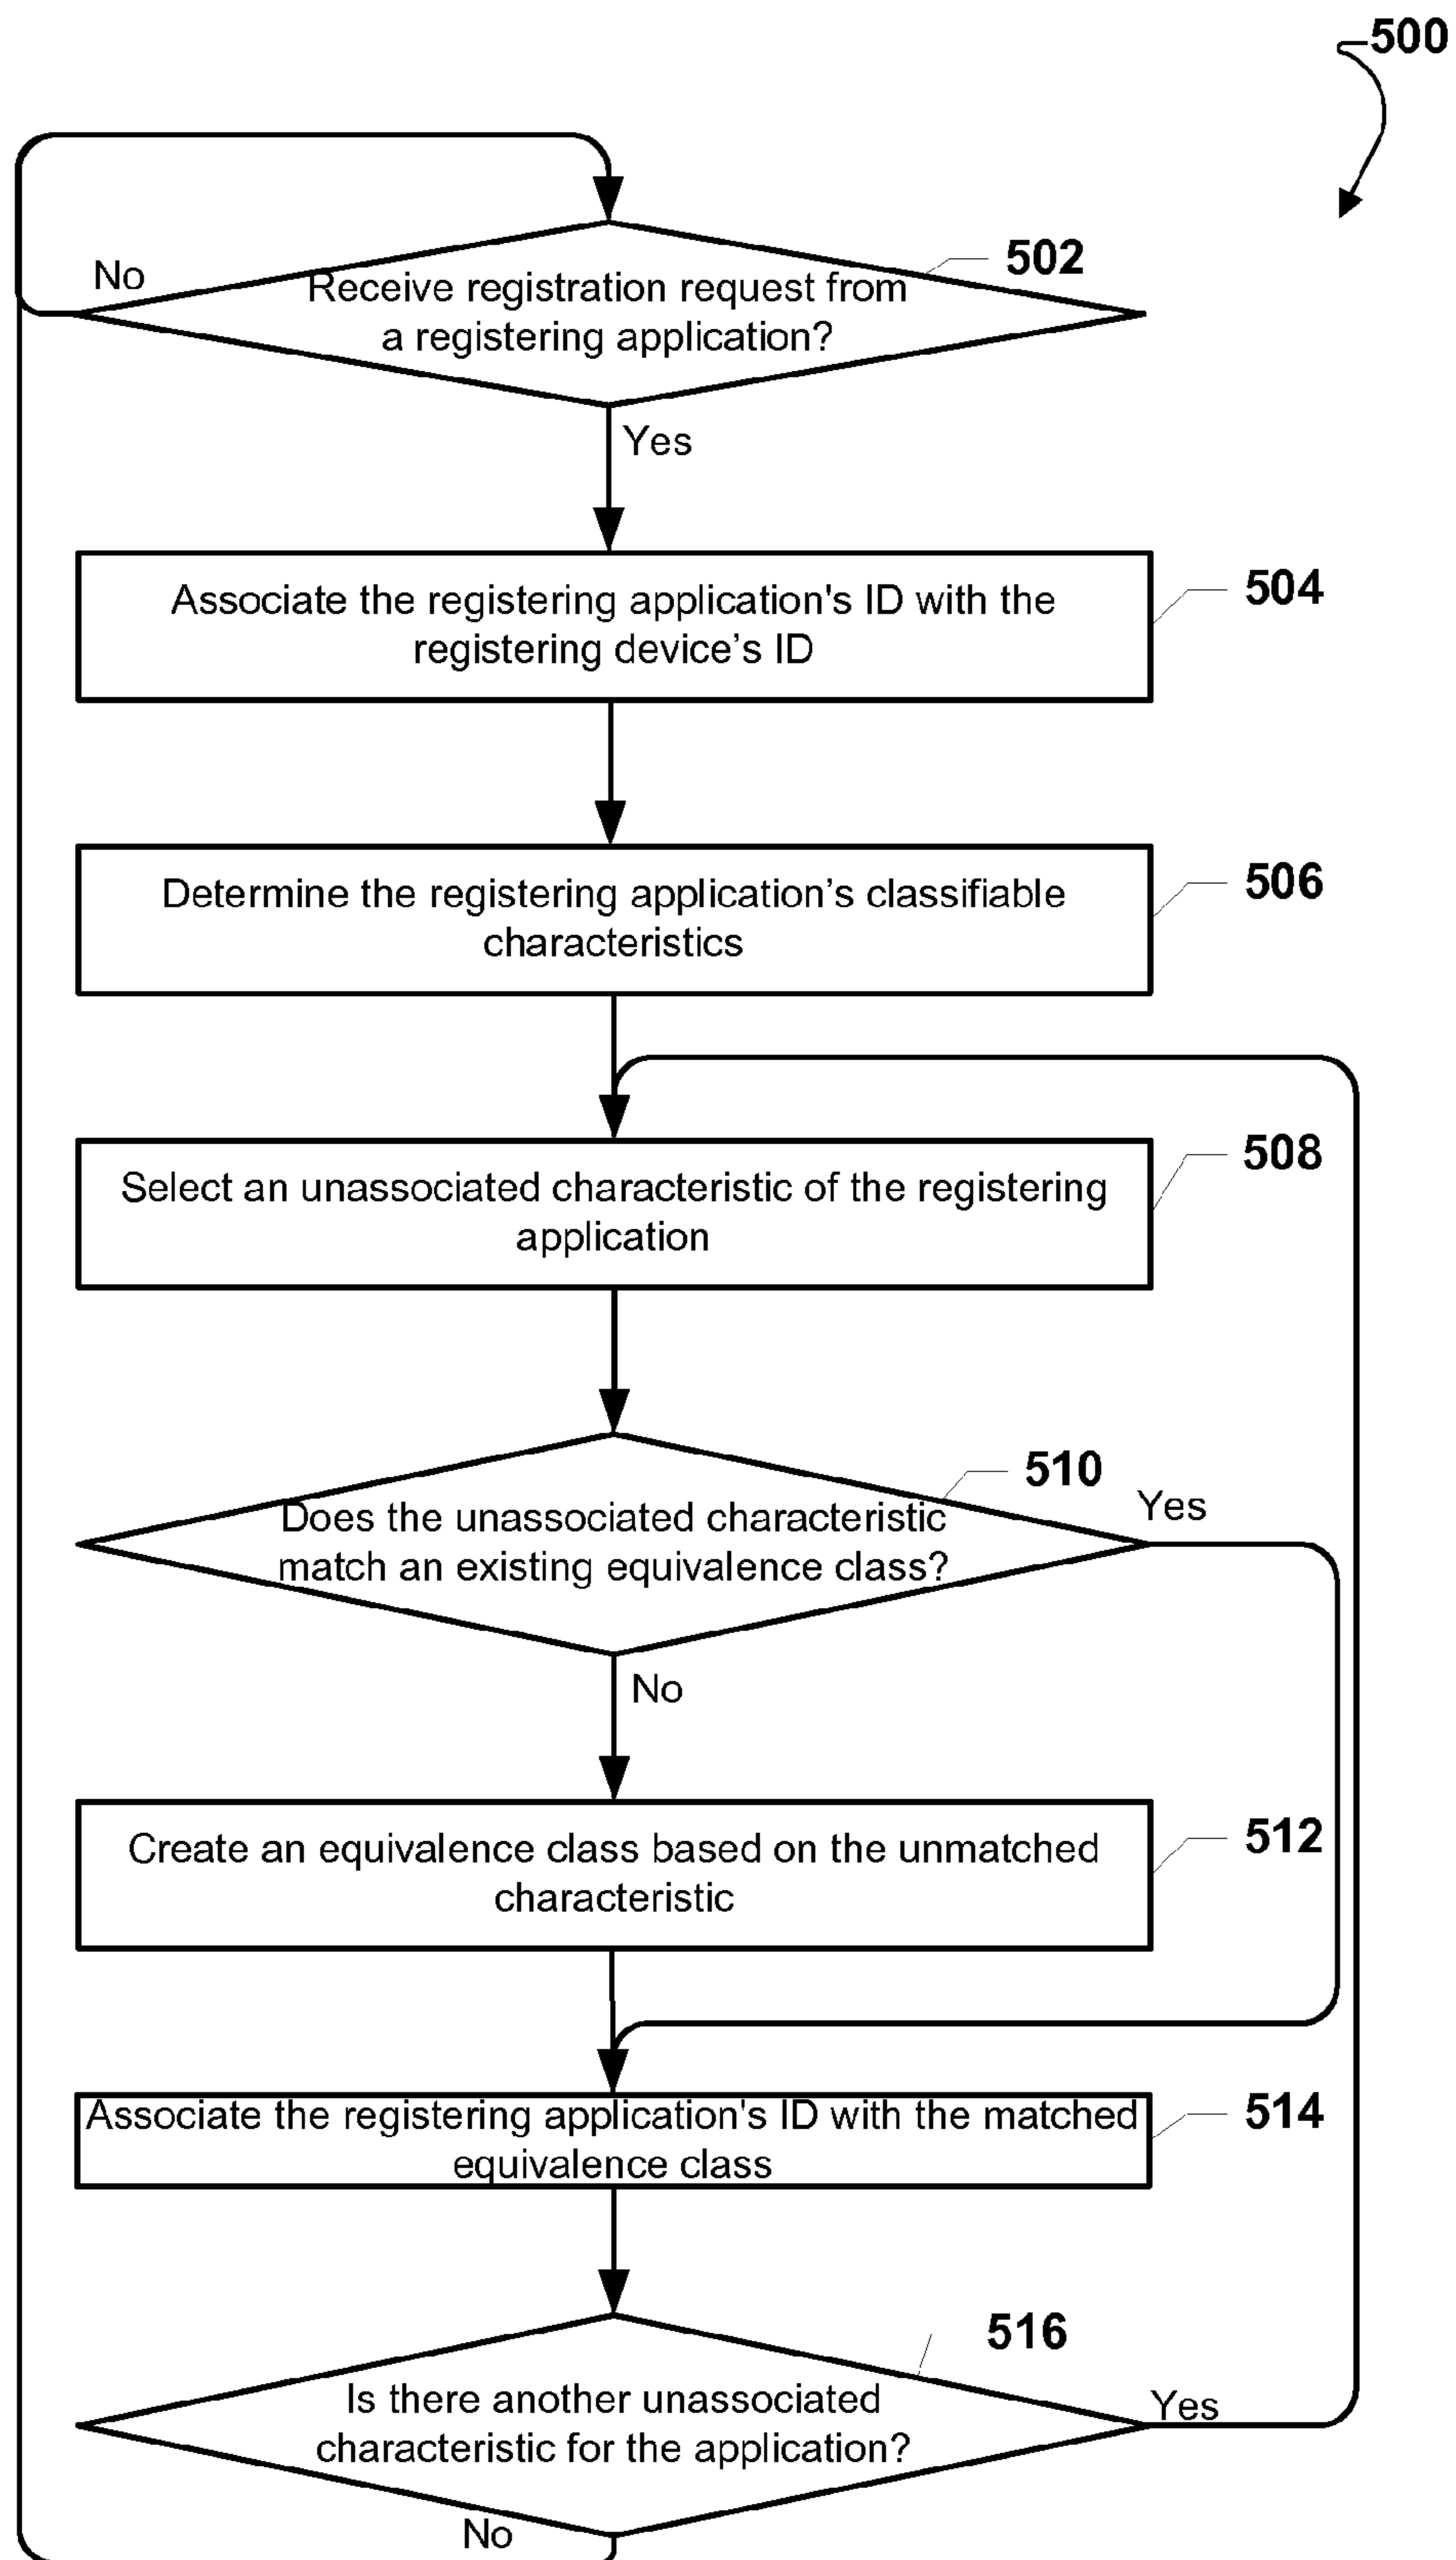 500
502
No
Receive registration request from
a registering application?
Yes
504
Associate the registering application's ID with the
registering device’s ID
506
Determine the registering application’s classifiable
characteristics
508
Select an unassociated characteristic of the registering
application
510
Yes
Does the unassociated characteristic
match an existing equivalence class?
No
512
Create an equivalence class based on the unmatched
characteristic
514
Associate the registering application's ID with the matched
equivalence class
516
Is there another unassociated
characteristic for the application?
Yes
No